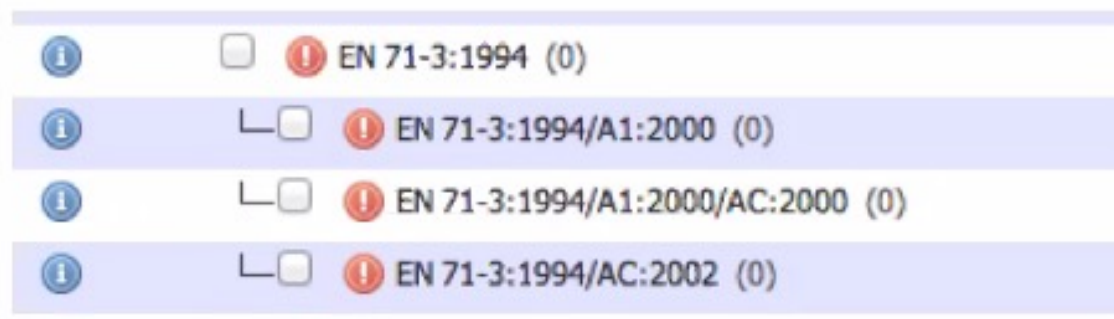 EN 71-3:1994 (0)
EN 71-3:1994/A1:2000 (0)
EN 71-3:1994/A1:2000/AC:2000 (0)
EN 71-3:1994/AC:2002 (0)